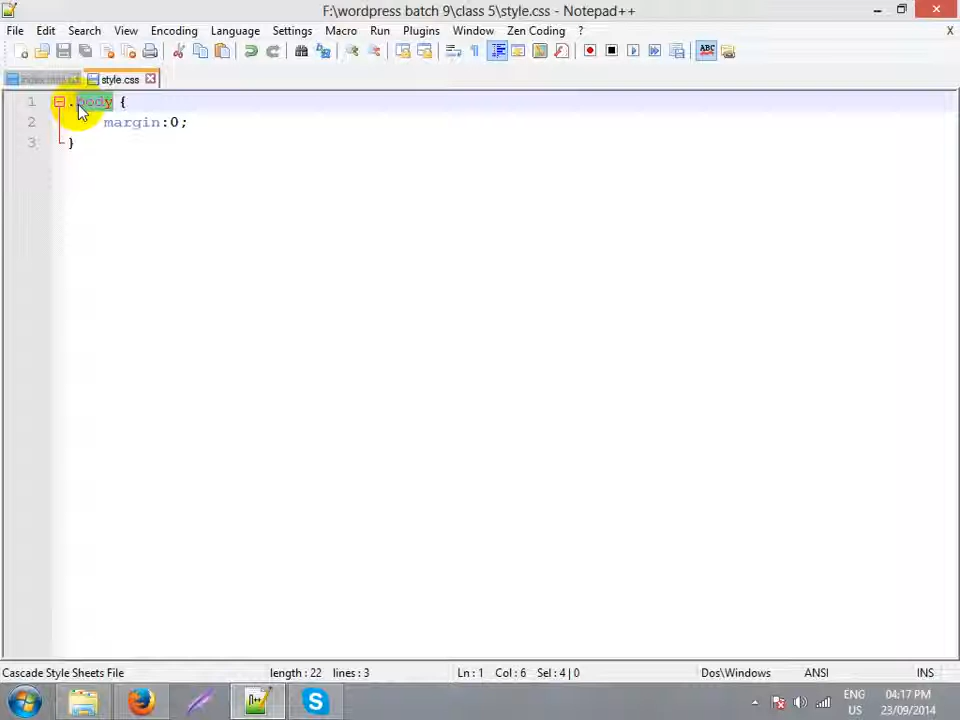 F:\wordpress batch 9\class 5\style.css - Notepad++
File Edit Search View Encoding Language Settings Macro Run Plugins Window Zen Coding ? X
style.css
1 .body {
2 margin:0;
3 }
Cascade Style Sheets File length : 22 lines : 3 Ln : 1 Col : 6 Sel : 4 | 0 Dos\Windows ANSI INS
ENG 04:17 PM
US 23/09/2014